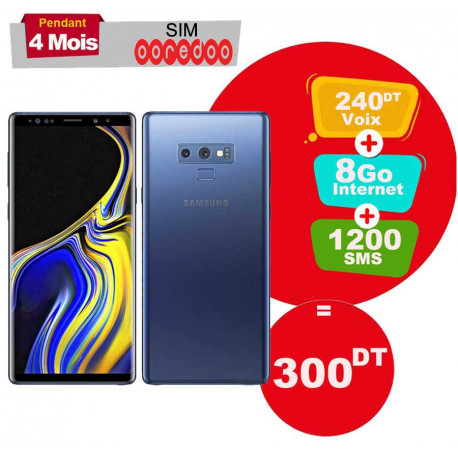 Pendant
4 Mois
SIM
ooredoo
240DT
Voix
+
8Go
Internet
+
1200
SMS
=
300DT
SAMSUNG